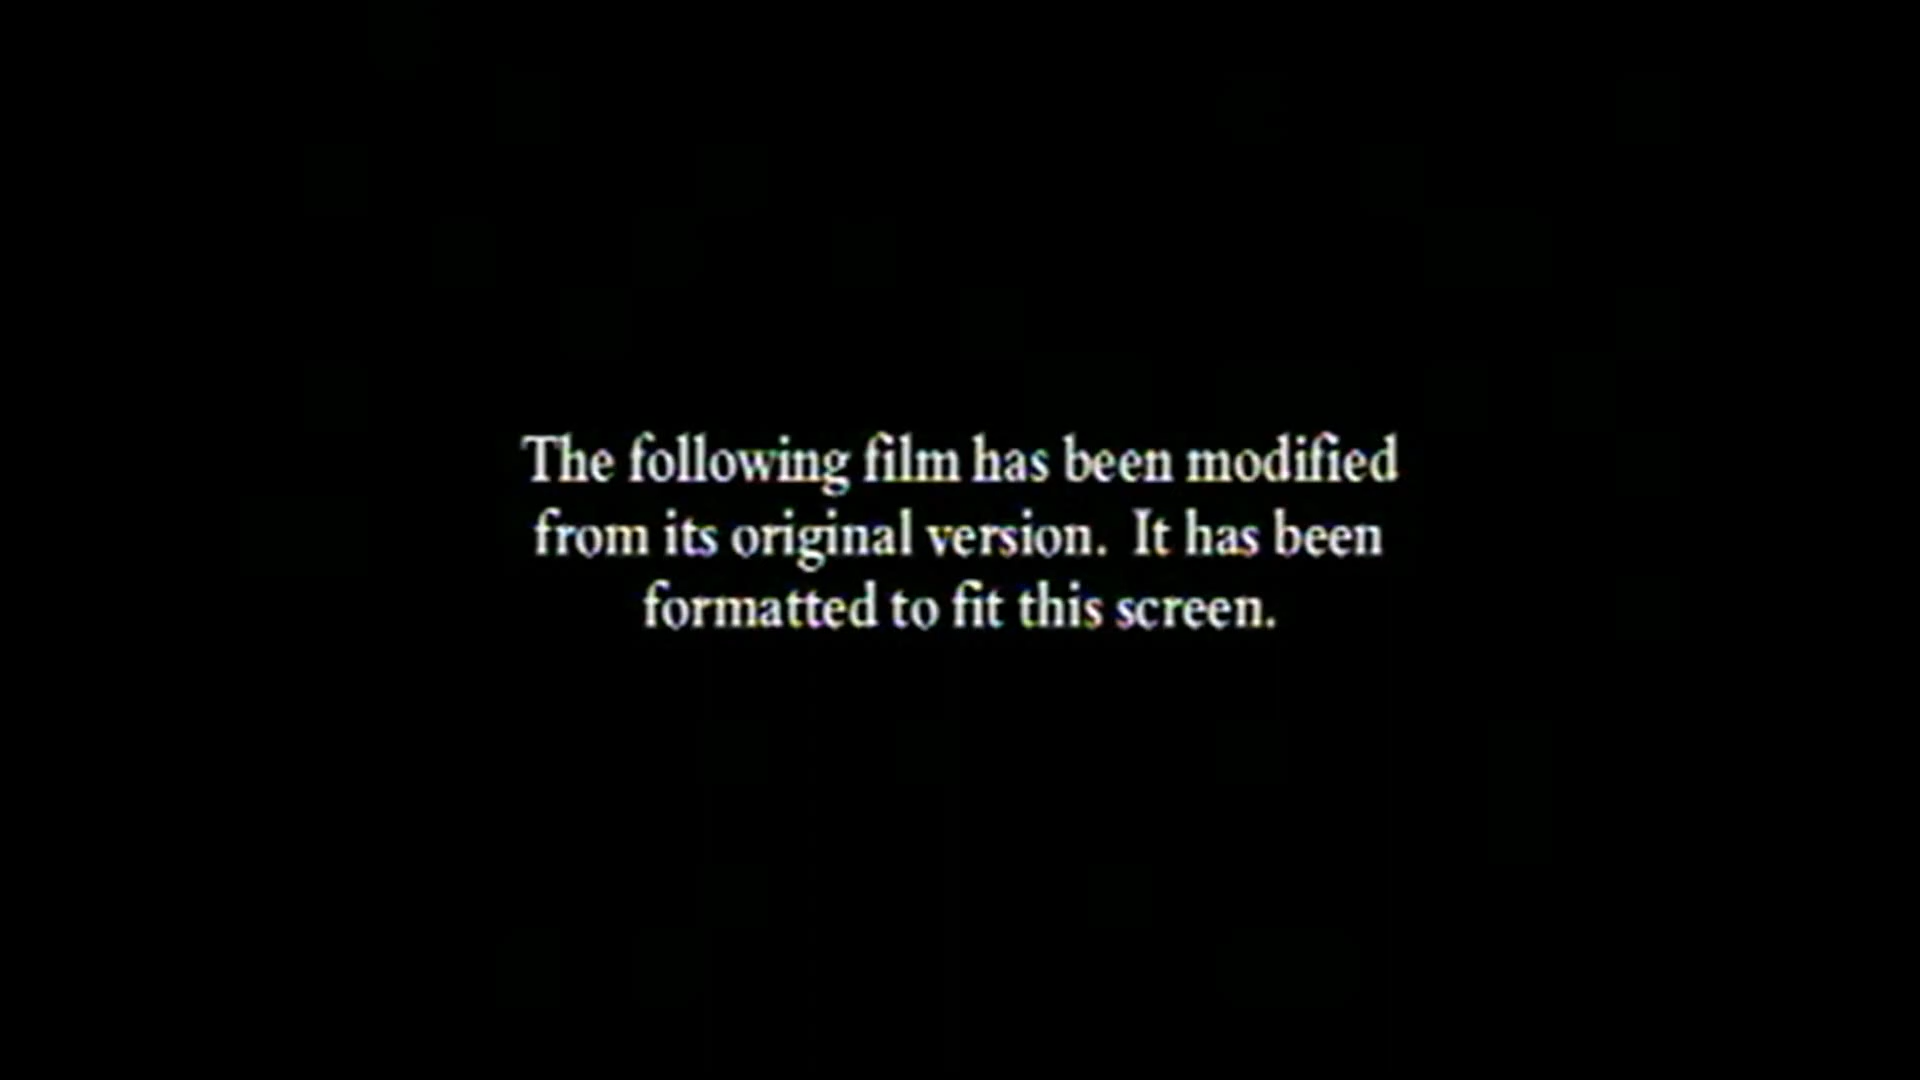 The following film has been modified
from its original version.  It has been
formatted to fit this screen.